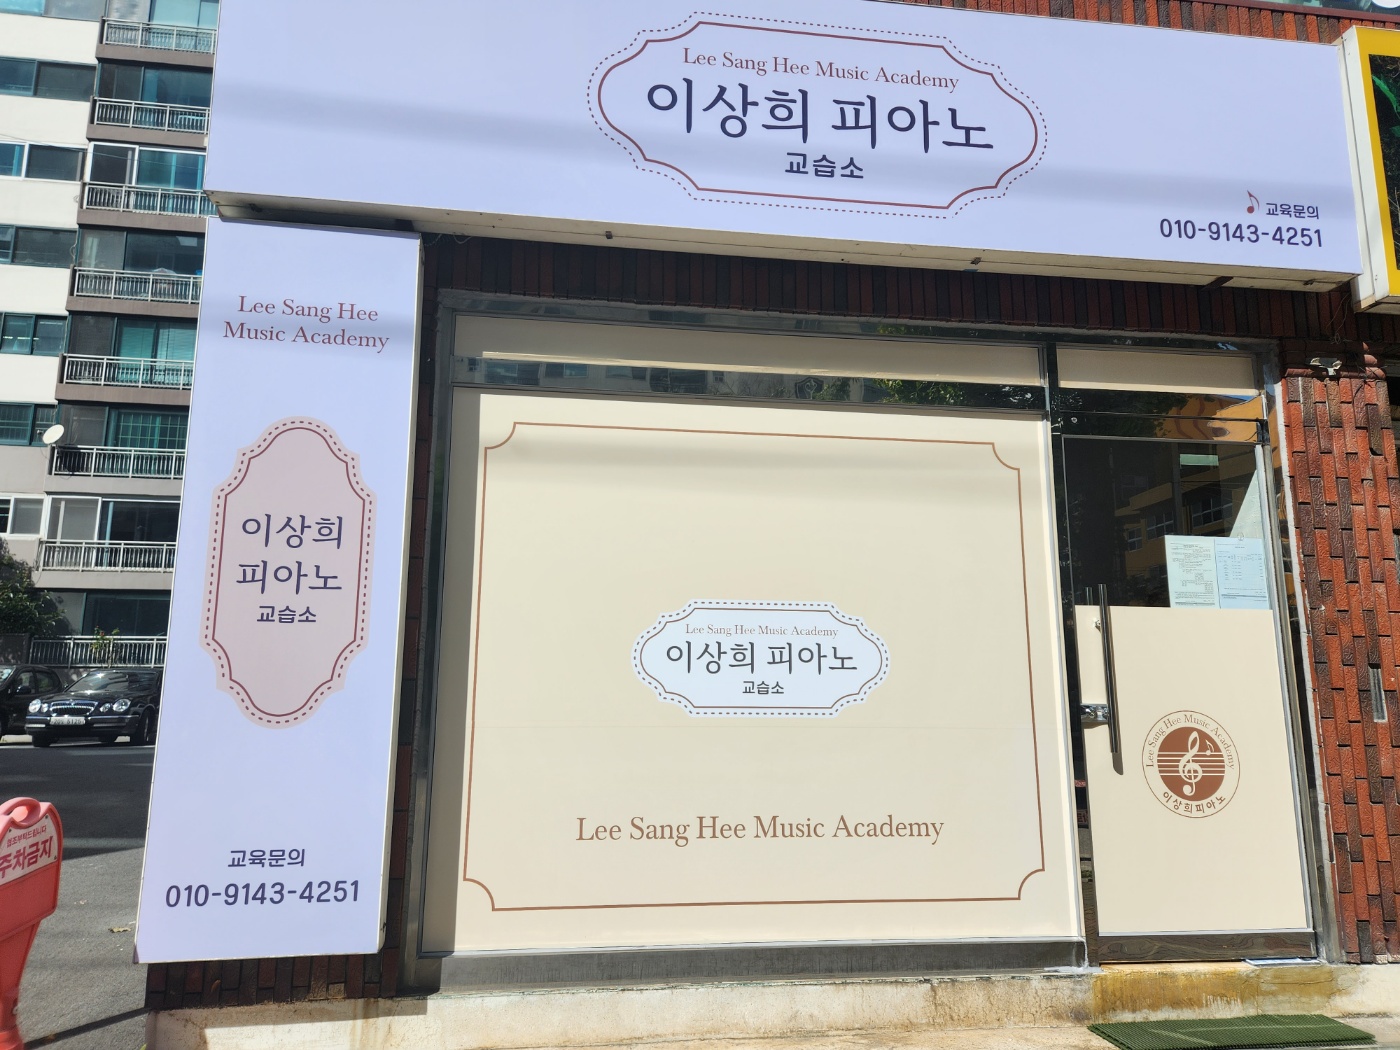 Lee Sang Hee Music Academy
이상희 피아노
교습소
교육문의
010-9143-4251
Lee Sang Hee
Music Academy
이상희
피아노
교습소
교육문의
010-9143-4251
Lee Sang Hee Music Academy
이상희 피아노
교습소
Lee Sang Hee Music Academy
Lee Sang Hee Music Academy
이상희피아노
주차금지